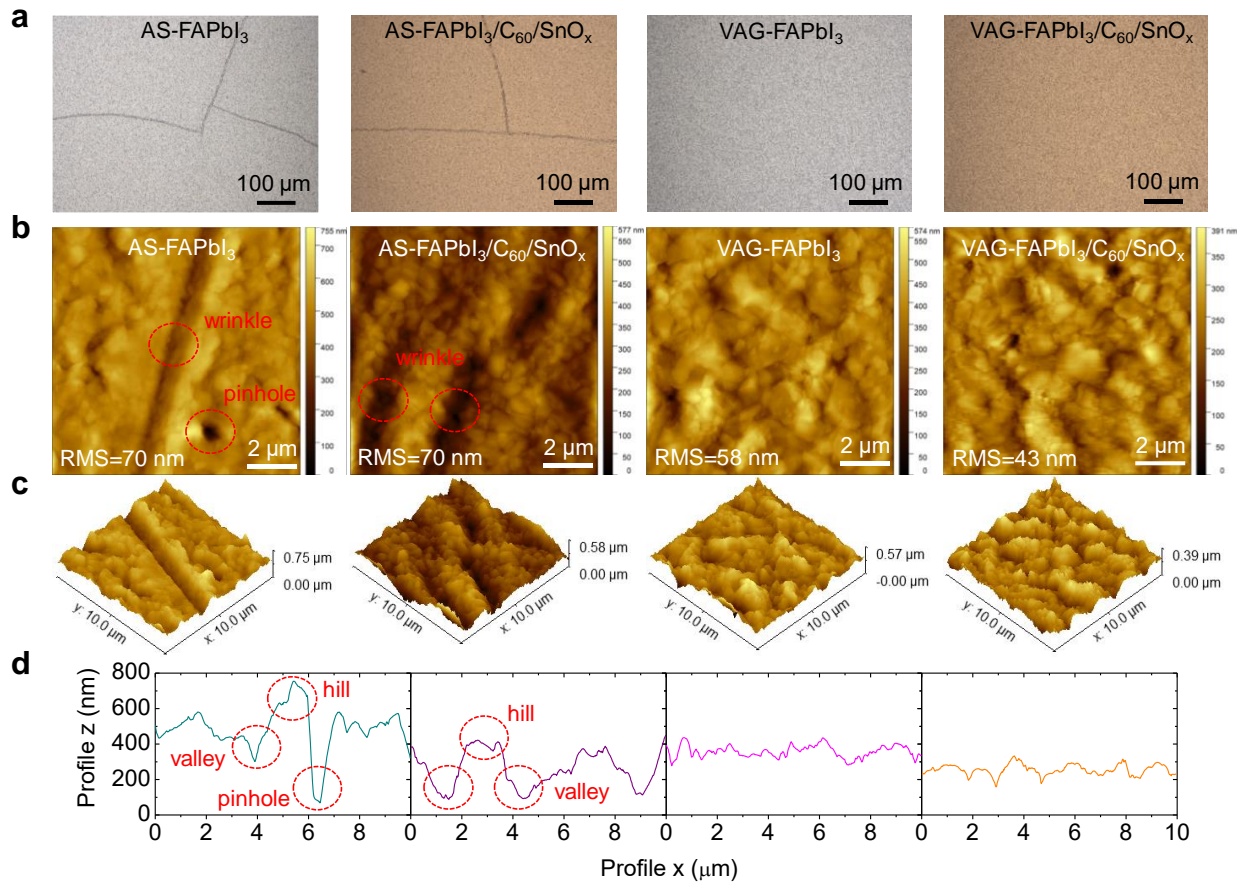 a
AS-FAPbI₃
AS-FAPbI₃/C₆₀/SnOₓ
VAG-FAPbI₃
VAG-FAPbI₃/C₆₀/SnOₓ
100 µm
100 µm
100 µm
100 µm
b
AS-FAPbI₃
AS-FAPbI₃/C₆₀/SnOₓ
VAG-FAPbI₃
VAG-FAPbI₃/C₆₀/SnOₓ
wrinkle
pinhole
wrinkle
RMS=70 nm
2 µm
RMS=70 nm
2 µm
RMS=58 nm
2 µm
RMS=43 nm
2 µm
755 nm
700
600
500
400
300
200
100
0
577 nm
550
500
450
400
350
300
250
200
150
100
50
0
574 nm
500
450
400
350
300
250
200
150
100
50
0
391 nm
350
300
250
200
150
100
50
0
c
0.75 µm
0.00 µm
y: 10.0 µm
x: 10.0 µm
0.58 µm
0.00 µm
y: 10.0 µm
x: 10.0 µm
0.57 µm
-0.00 µm
y: 10.0 µm
x: 10.0 µm
0.39 µm
0.00 µm
y: 10.0 µm
x: 10.0 µm
d
Profile z (nm)
800
600
400
200
0
hill
valley
pinhole
hill
valley
0 2 4 6 8 0 2 4 6 8 0 2 4 6 8 0 2 4 6 8 10
Profile x (µm)